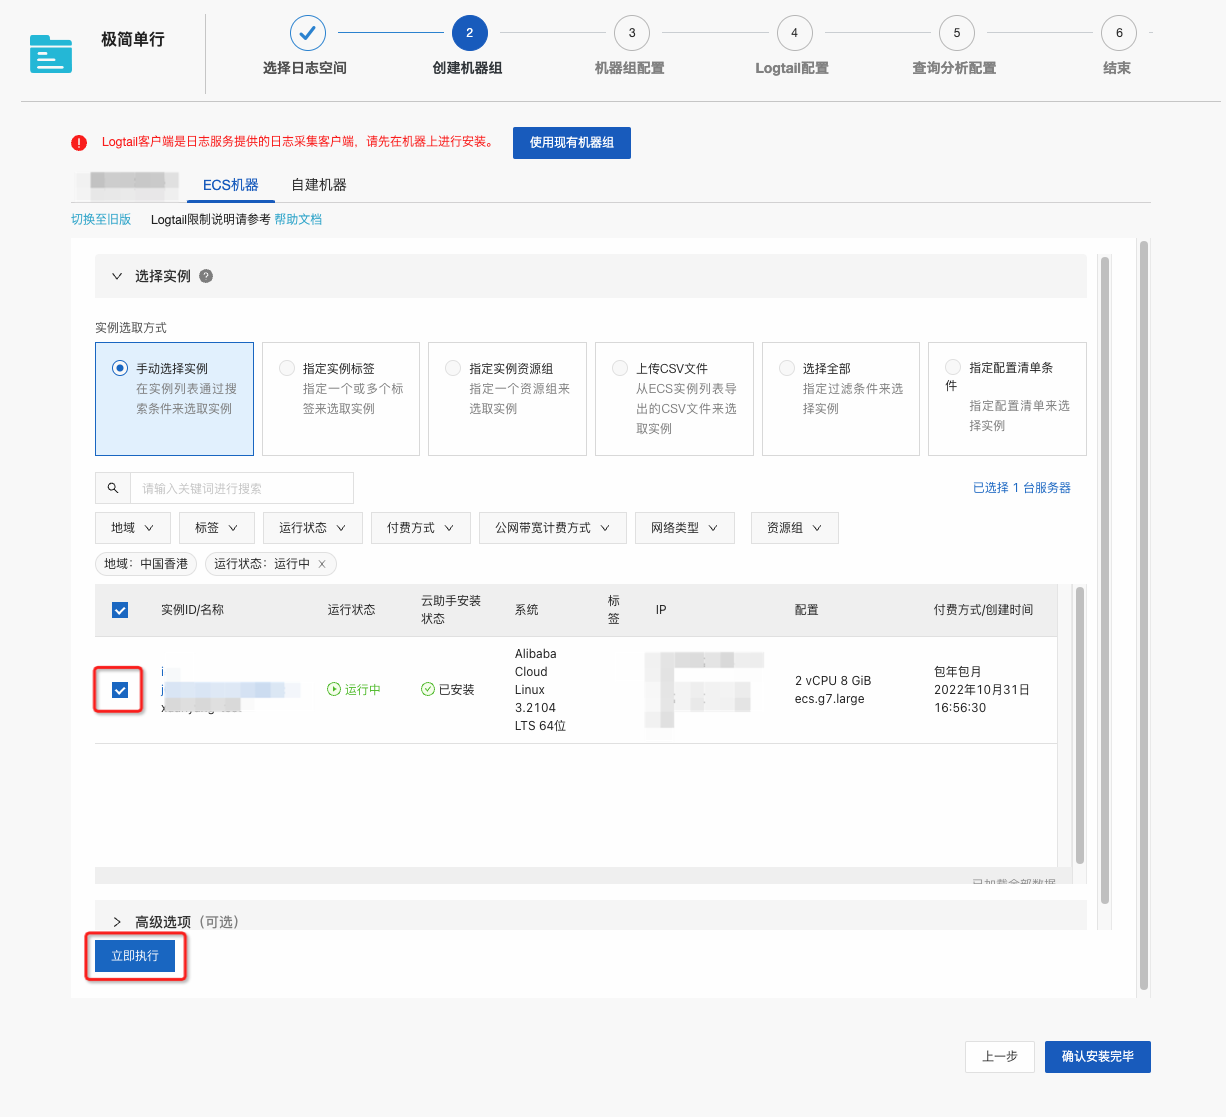 极简单行
2
3
4
5
6
选择日志空间
创建机器组
机器组配置
Logtail配置
查询分析配置
结束
Logtail客户端是日志服务提供的日志采集客户端，请先在机器上进行安装。
使用现有机器组
ECS机器
自建机器
切换至旧版
Logtail限制说明请参考 帮助文档
选择实例
实例选取方式
手动选择实例
在实例列表通过搜
索条件来选取实例
指定实例标签
指定一个或多个标
签来选取实例
指定实例资源组
指定一个资源组来
选取实例
上传CSV文件
从ECS实例列表导
出的CSV文件来选
取实例
选择全部
指定过滤条件来选
择实例
指定配置清单条
件
指定配置清单来选
择实例
请输入关键词进行搜索
已选择 1 台服务器
地域
标签
运行状态
付费方式
公网带宽计费方式
网络类型
资源组
地域：中国香港
运行状态：运行中
实例ID/名称
运行状态
云助手安装
状态
系统
标
签
IP
配置
付费方式/创建时间
运行中
已安装
Alibaba
Cloud
Linux
3.2104
LTS 64位
2 vCPU 8 GiB
ecs.g7.large
包年包月
2022年10月31日
16:56:30
已加载全部数据
高级选项（可选）
立即执行
上一步
确认安装完毕